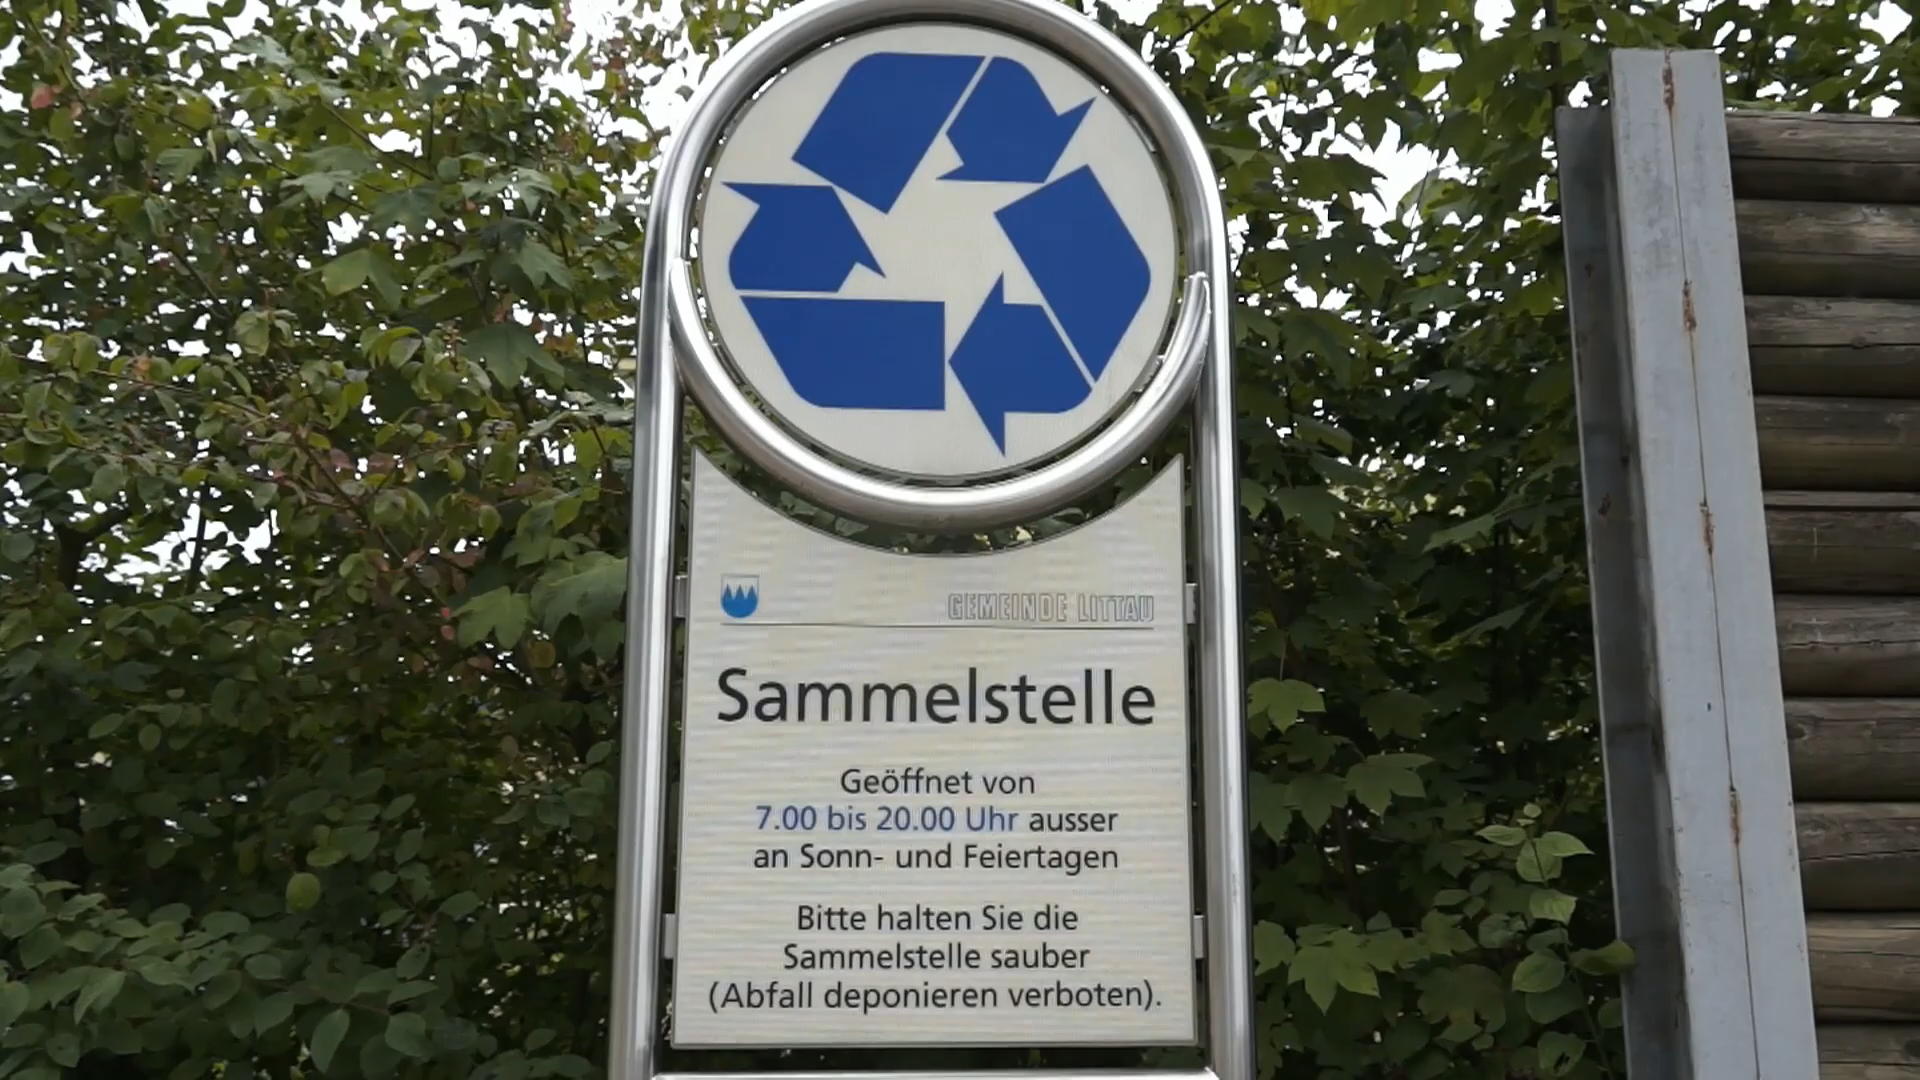 GEMEINDE LITTAU
Sammelstelle
Geöffnet von
7.00 bis 20.00 Uhr ausser
an Sonn- und Feiertagen
Bitte halten Sie die
Sammelstelle sauber
(Abfall deponieren verboten).